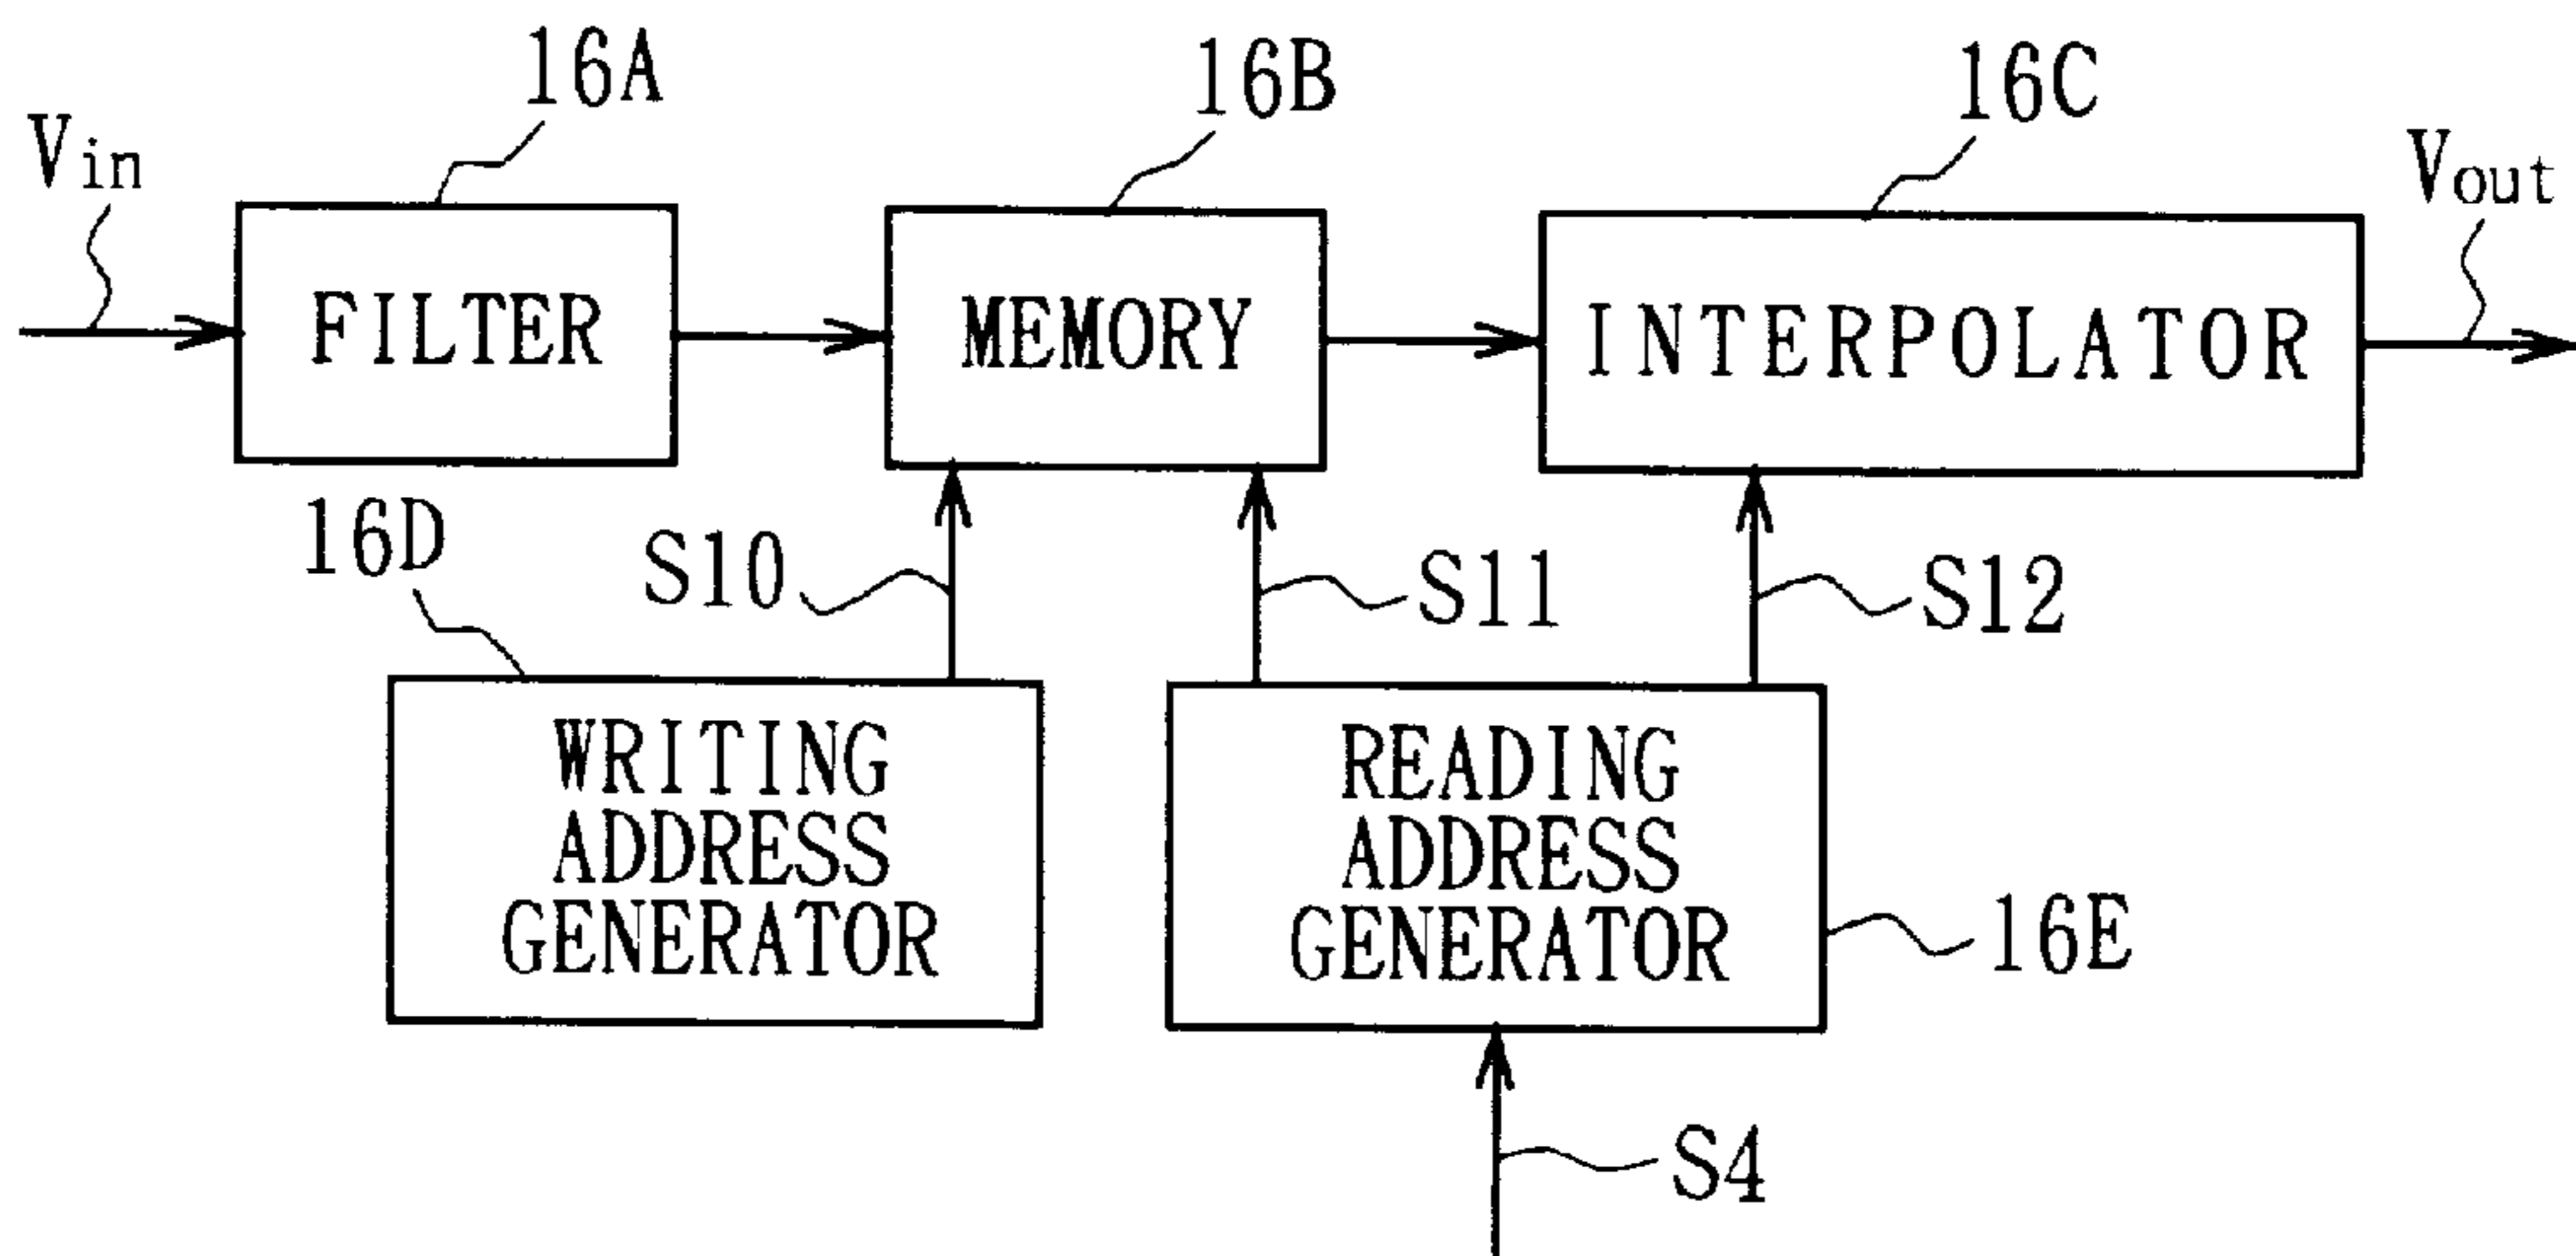 16A
16B
16C
Vin
Vout
FILTER
MEMORY
INTERPOLATOR
16D
S10
S11
S12
WRITING
ADDRESS
GENERATOR
READING
ADDRESS
GENERATOR
16E
S4